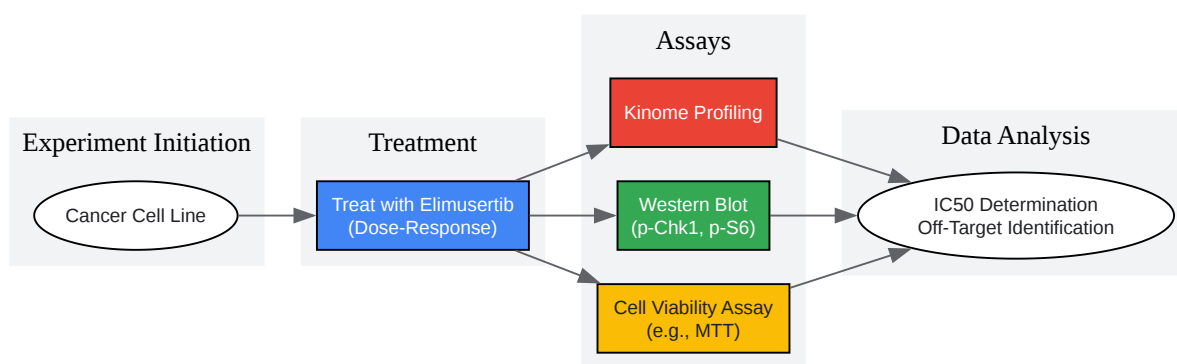 Experiment Initiation
Cancer Cell Line
Treatment
Treat with Elimusertib
(Dose-Response)
Assays
Kinome Profiling
Western Blot
(p-Chk1, p-S6)
Cell Viability Assay
(e.g., MTT)
Data Analysis
IC50 Determination
Off-Target Identification